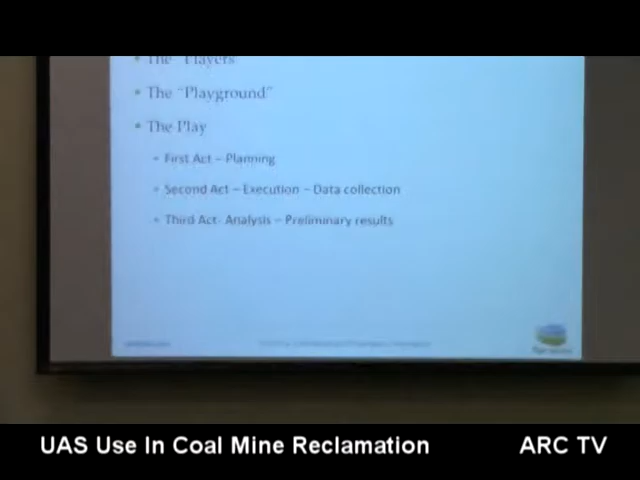 • The "Players"
• The "Playground"
• The Play
• First Act – Planning
• Second Act – Execution – Data collection
• Third Act- Analysis – Preliminary results
UAS Use In Coal Mine Reclamation ARC TV